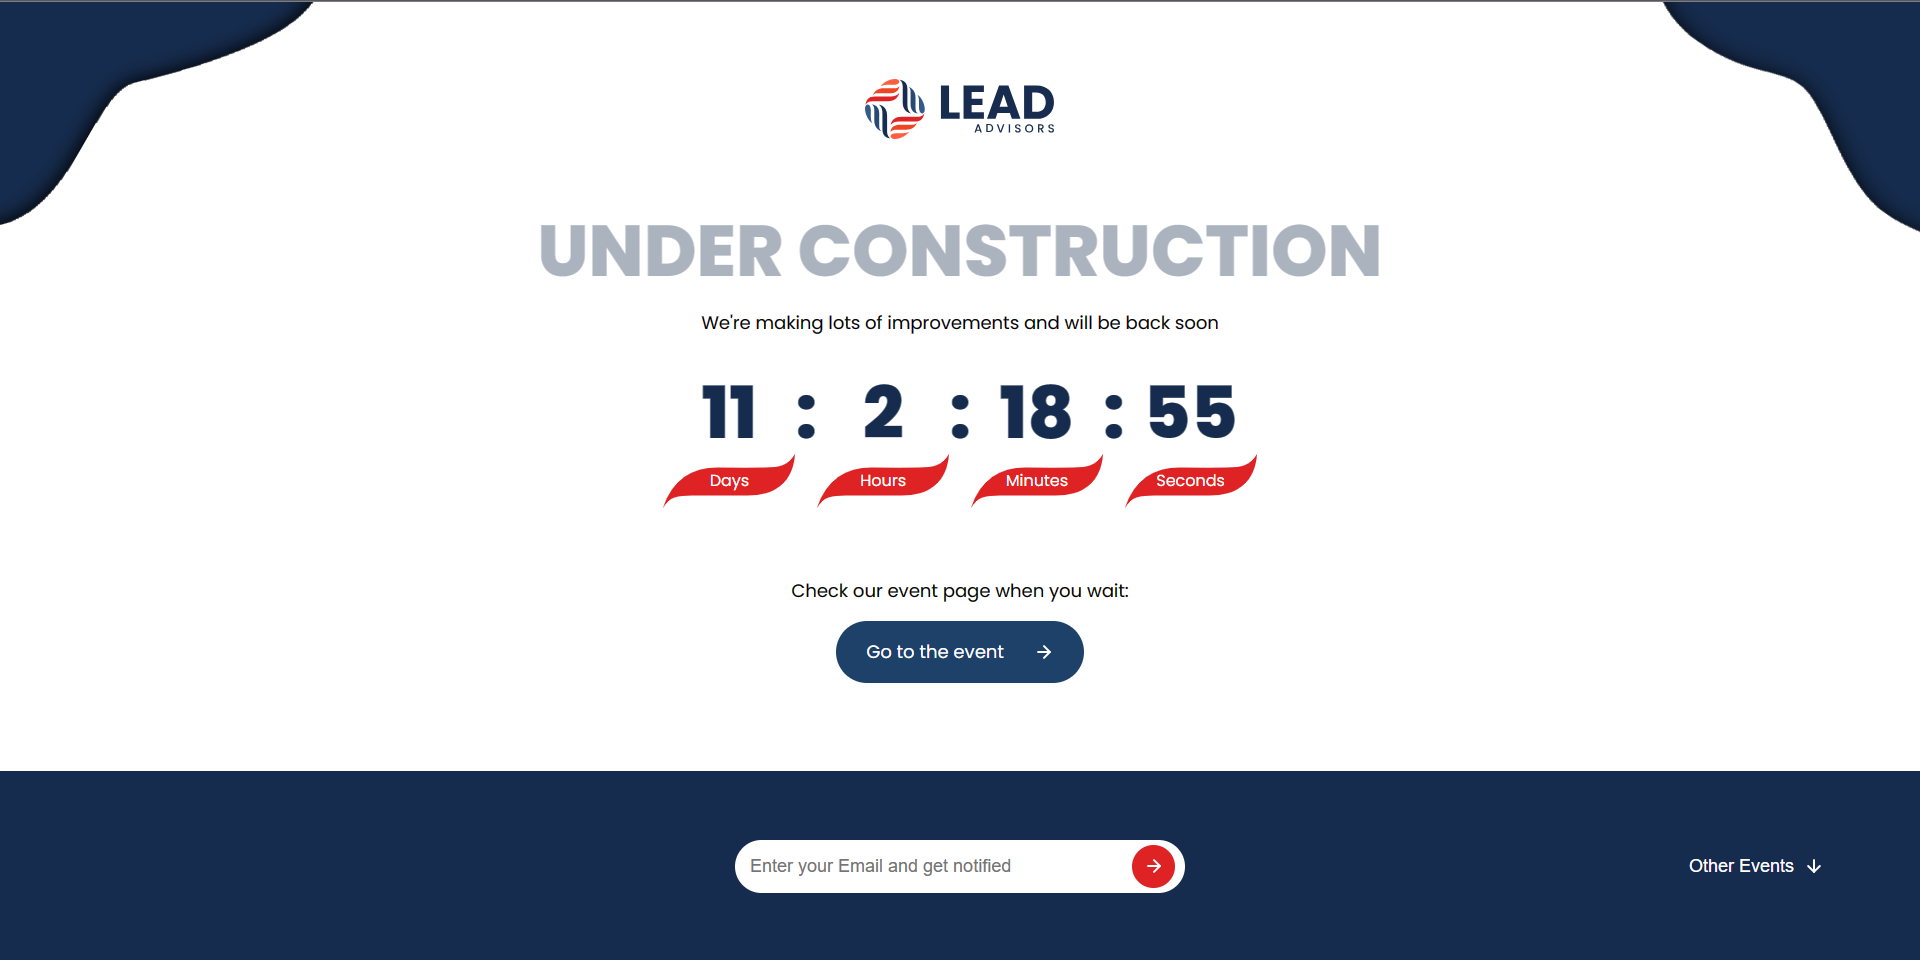 LEAD
ADVISORS
UNDER CONSTRUCTION
We're making lots of improvements and will be back soon
11 : 2 : 18 : 55
Days Hours Minutes Seconds
Check our event page when you wait:
Go to the event
Enter your Email and get notified
Other Events